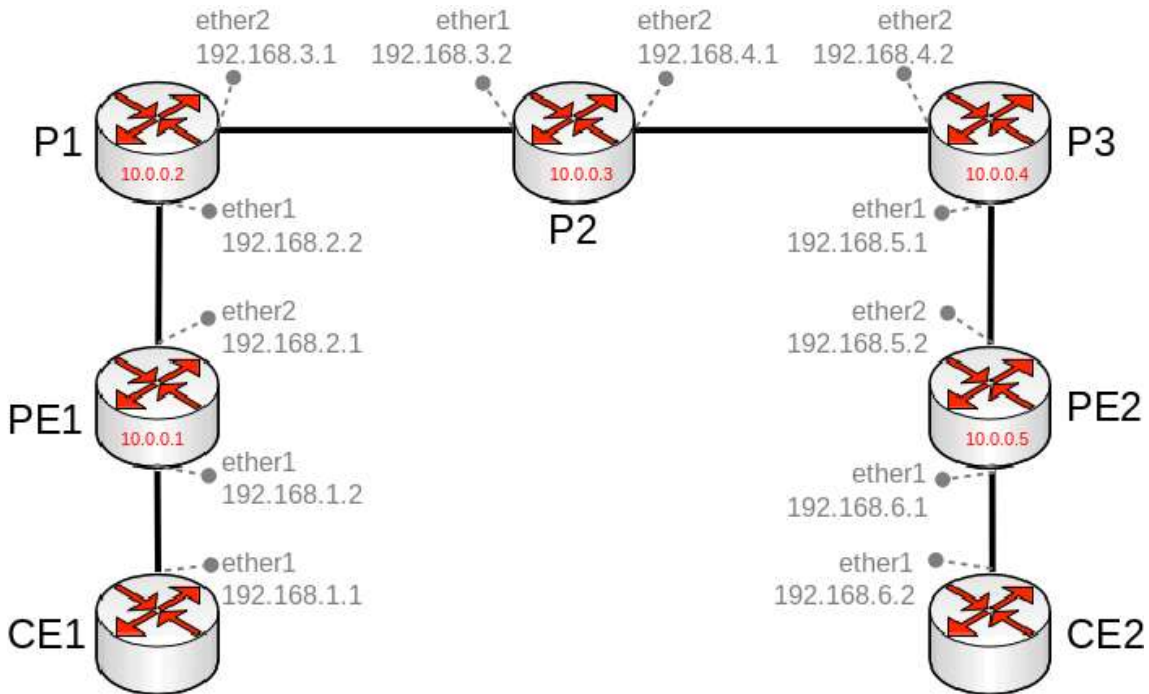 ether2
192.168.3.1
ether1
192.168.3.2
ether2
192.168.4.1
ether2
192.168.4.2
P1
10.0.0.2
10.0.0.3
P2
10.0.0.4
P3
ether1
192.168.2.2
ether1
192.168.5.1
ether2
192.168.2.1
ether2
192.168.5.2
PE1
10.0.0.1
10.0.0.5
PE2
ether1
192.168.1.2
ether1
192.168.6.1
ether1
192.168.1.1
ether1
192.168.6.2
CE1
CE2